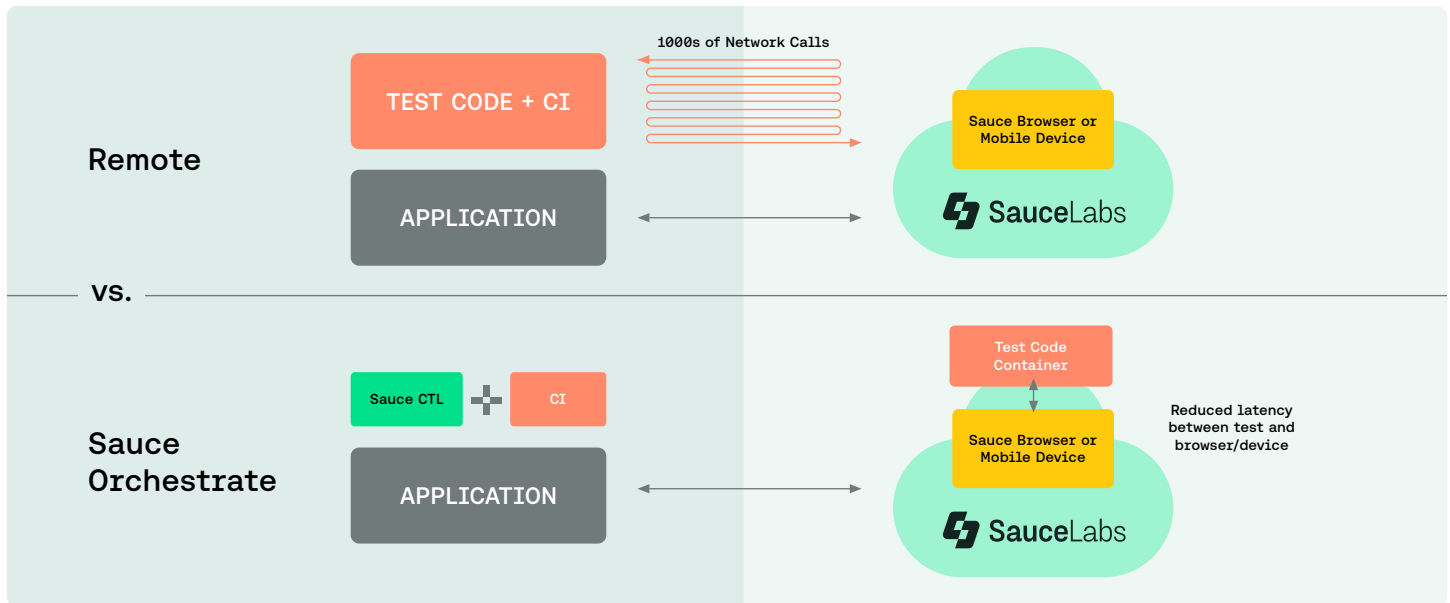 1000s of Network Calls
TEST CODE + CI
Sauce Browser or
Mobile Device
Remote
APPLICATION
SauceLabs
vs.
Test Code
Container
Sauce CTL
CI
Reduced latency
between test and
browser/device
Sauce Browser or
Mobile Device
Sauce
Orchestrate
APPLICATION
SauceLabs